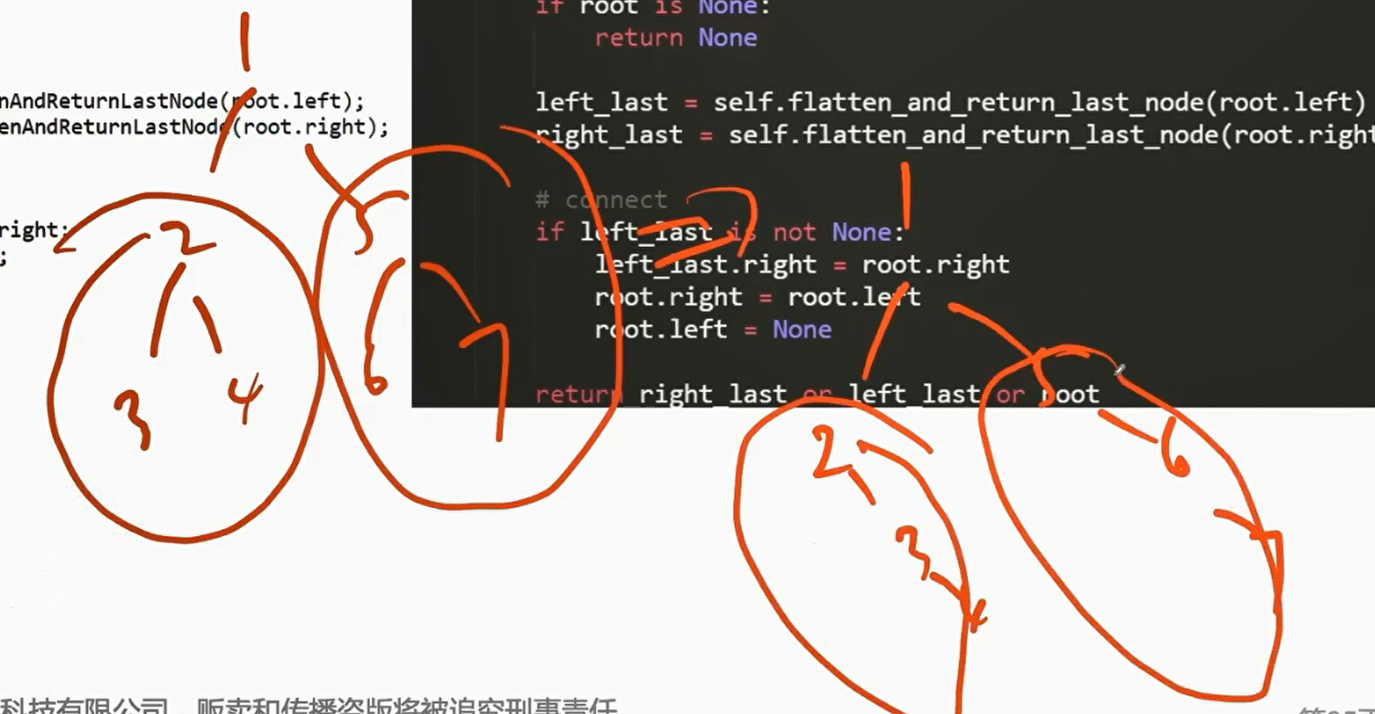 if root is None:
return None
nAndReturnLastNode(root.left);
enAndReturnLastNode(root.right);
left_last = self.flatten_and_return_last_node(root.left)
right_last = self.flatten_and_return_last_node(root.right
# connect
if left_last is not None:
left_last.right = root.right
root.right = root.left
root.left = None
return right_last or left_last or root
right;
;
1
2
5
3
4
6
7
1
2
5
3
4
6
7
科技有限公司，贩卖和传播盗版将被追究刑事责任